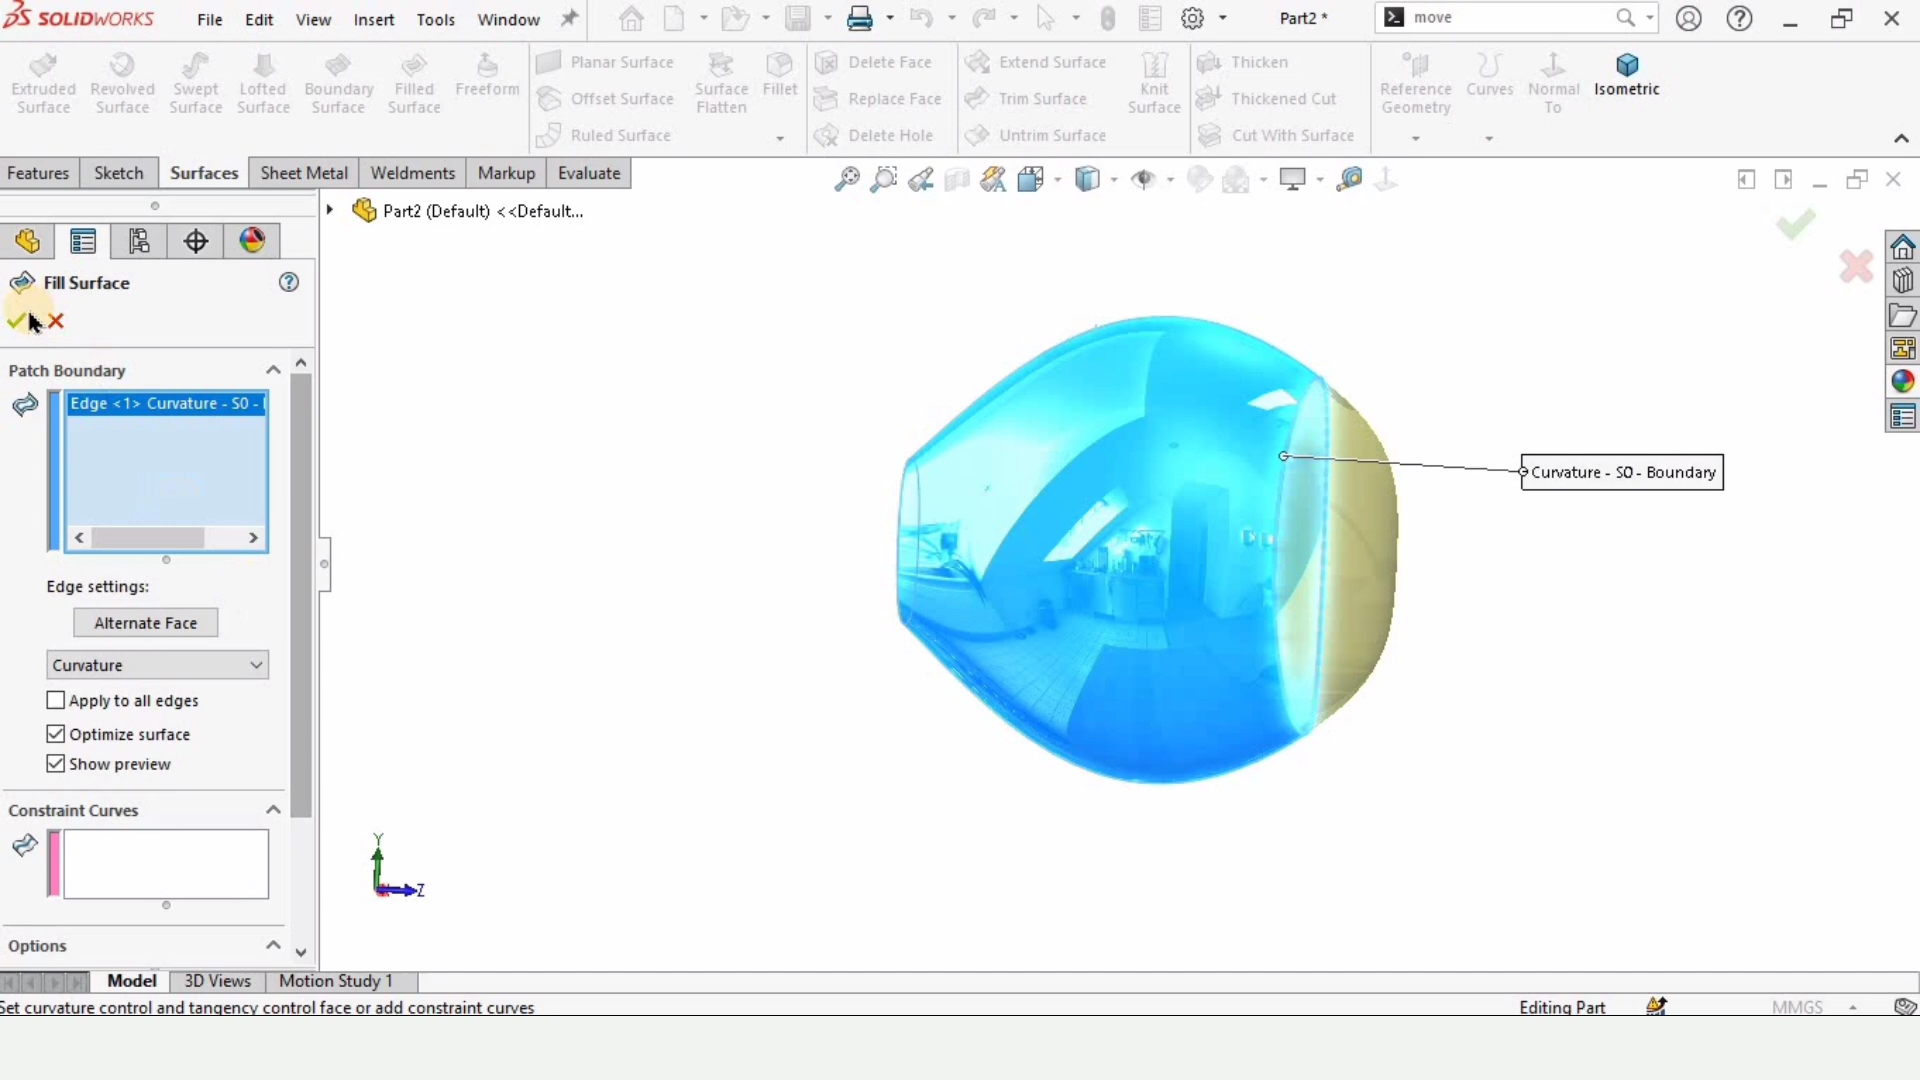 SOLIDWORKS
File Edit View Insert Tools Window
Part2 *
move
Extruded Surface
Revolved Surface
Swept Surface
Lofted Surface
Boundary Surface
Filled Surface
Freeform
Planar Surface
Offset Surface
Ruled Surface
Surface Flatten
Fillet
Delete Face
Replace Face
Delete Hole
Extend Surface
Trim Surface
Untrim Surface
Knit Surface
Thicken
Thickened Cut
Cut With Surface
Reference Geometry
Curves
Normal To
Isometric
Features Sketch Surfaces Sheet Metal Weldments Markup Evaluate
Part2 (Default) <<Default...
Fill Surface
Patch Boundary
Edge <1> Curvature - S0 -
Edge settings:
Alternate Face
Curvature
Apply to all edges
Optimize surface
Show preview
Constraint Curves
Options
Curvature - S0 - Boundary
Y
Z
Model 3D Views Motion Study 1
Set curvature control and tangency control face or add constraint curves
Editing Part
MMGS